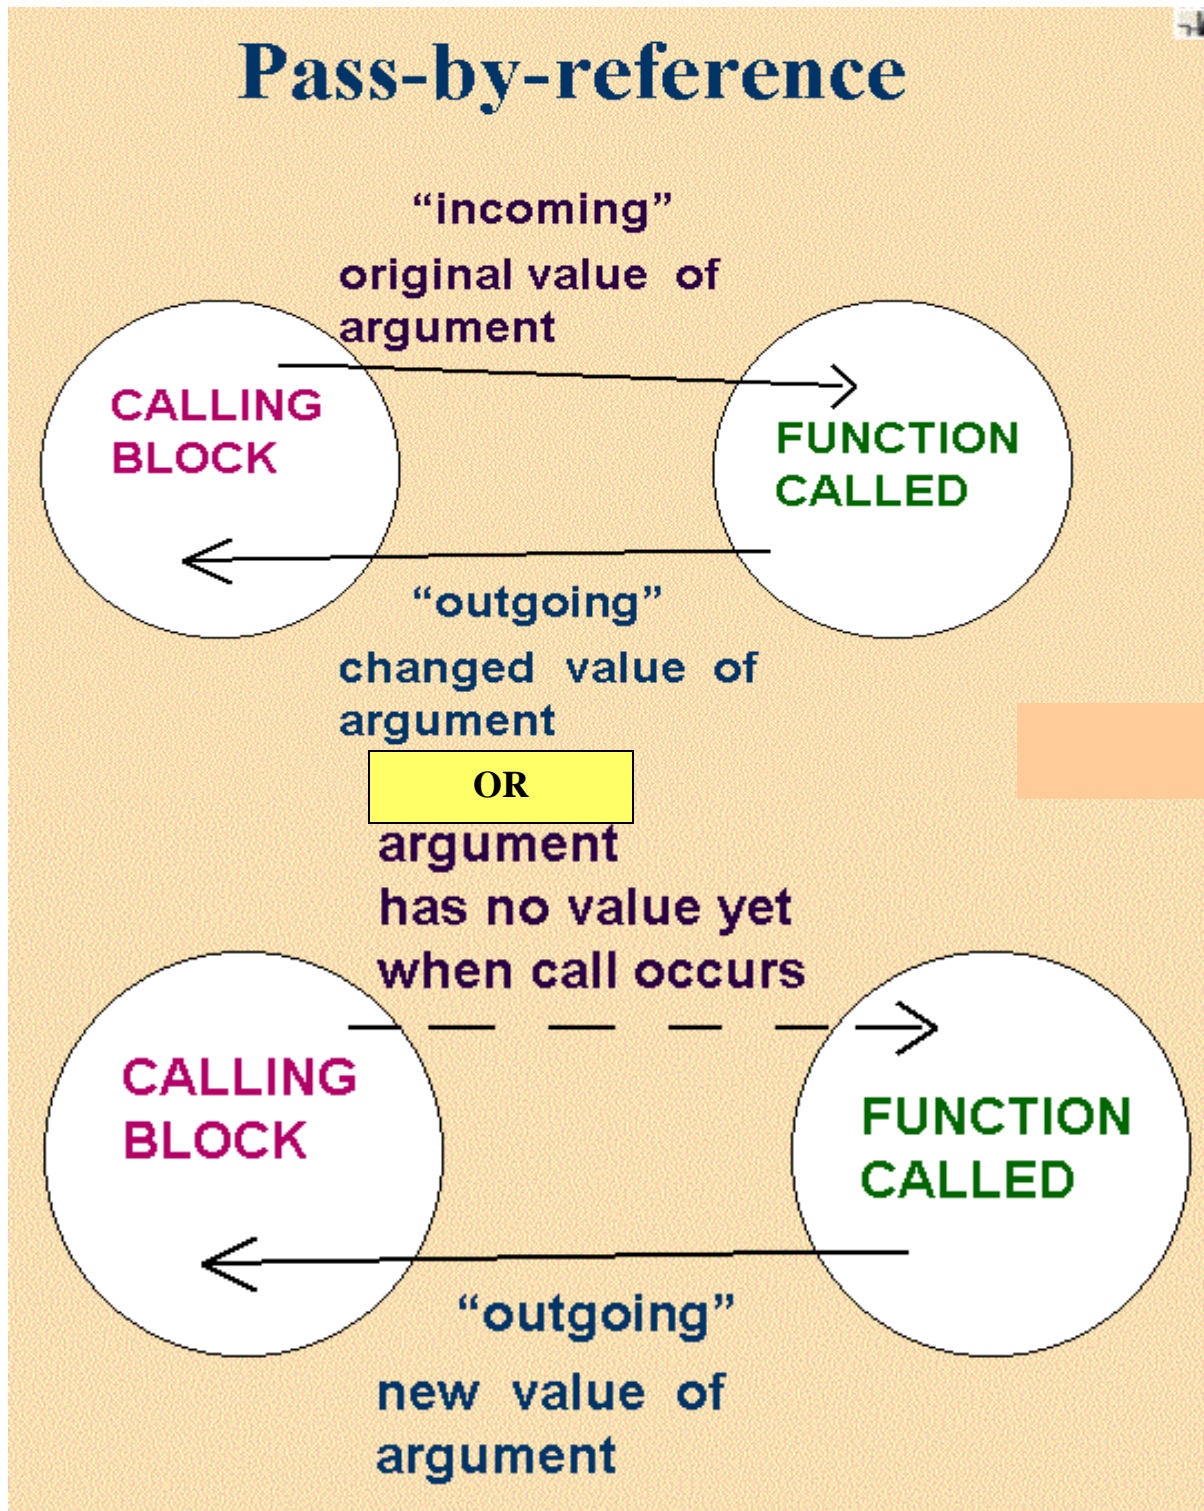 Pass-by-reference
“incoming”
original value of
argument
CALLING
BLOCK
FUNCTION
CALLED
“outgoing”
changed value of
argument
OR
argument
has no value yet
when call occurs
CALLING
BLOCK
FUNCTION
CALLED
“outgoing”
new value of
argument